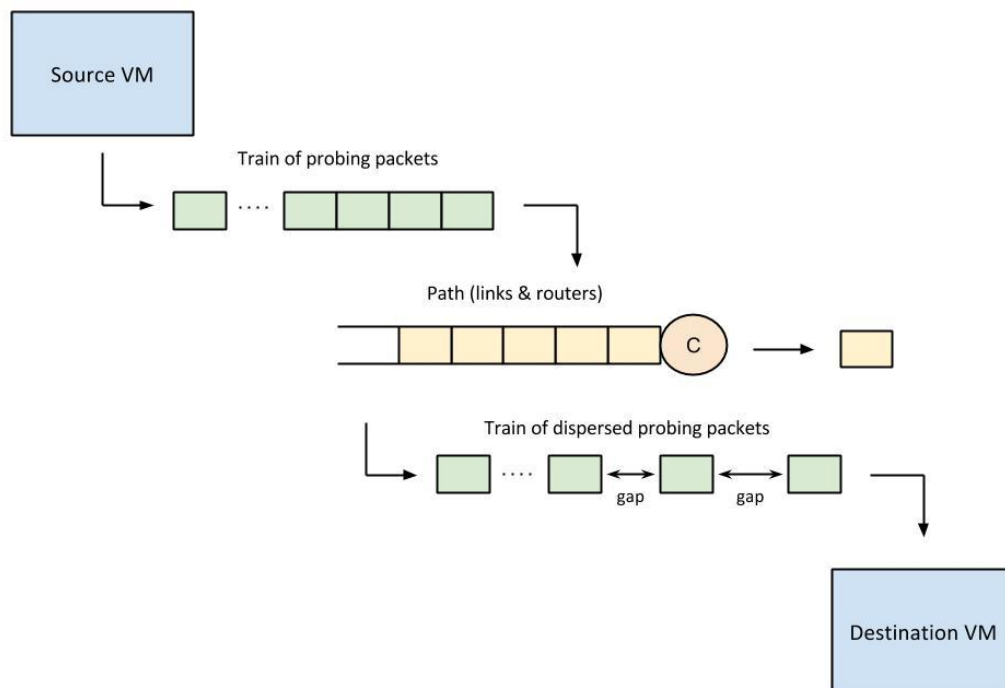 Source VM
Train of probing packets
....
Path (links & routers)
C
Train of dispersed probing packets
....
gap
gap
Destination VM